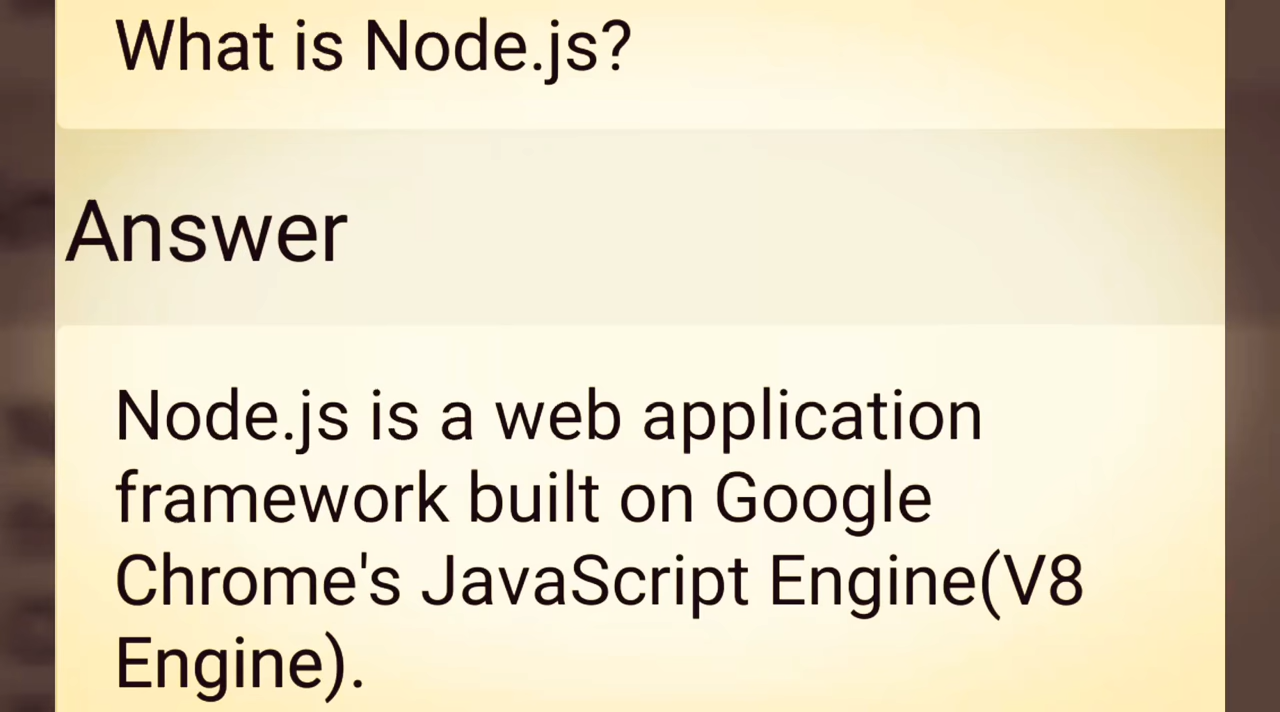 What is Node.js?
Answer
Node.js is a web application
framework built on Google
Chrome's JavaScript Engine(V8
Engine).